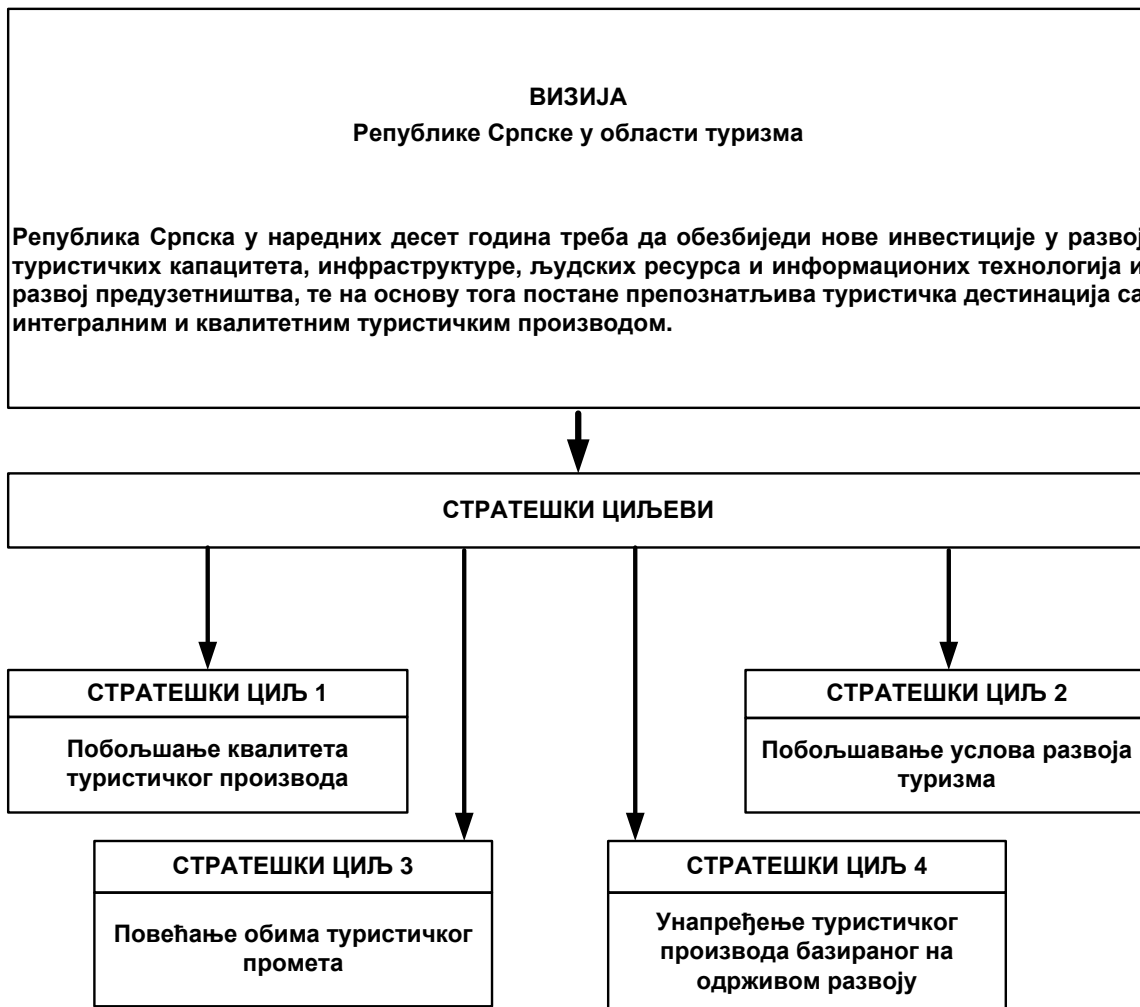 ВИЗИЈА
Републике Српске у области туризма
Република Српска у наредних десет година треба да обезбиједи нове инвестиције у развој
туристичких капацитета, инфраструктуре, људских ресурса и информационих технологија и
развој предузетништва, те на основу тога постане препознатљива туристичка дестинација са
интегралним и квалитетним туристичким производом.
СТРАТЕШКИ ЦИЉЕВИ
СТРАТЕШКИ ЦИЉ 1
Побољшање квалитета
туристичког производа
СТРАТЕШКИ ЦИЉ 2
Побољшавање услова развоја
туризма
СТРАТЕШКИ ЦИЉ 3
Повећање обима туристичког
промета
СТРАТЕШКИ ЦИЉ 4
Унапређење туристичког
производа базираног на
одрживом развоју